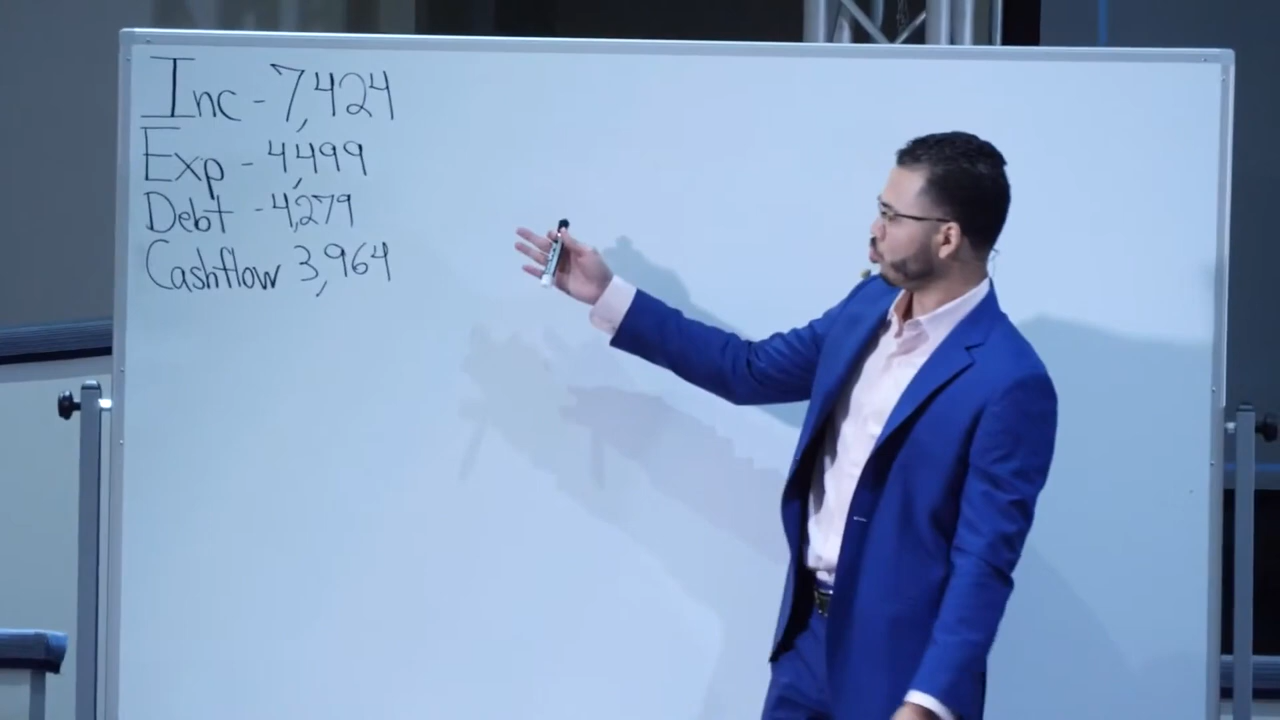 Inc - 7,424
Exp - 4,499
Debt - 4,279
Cashflow 3,964